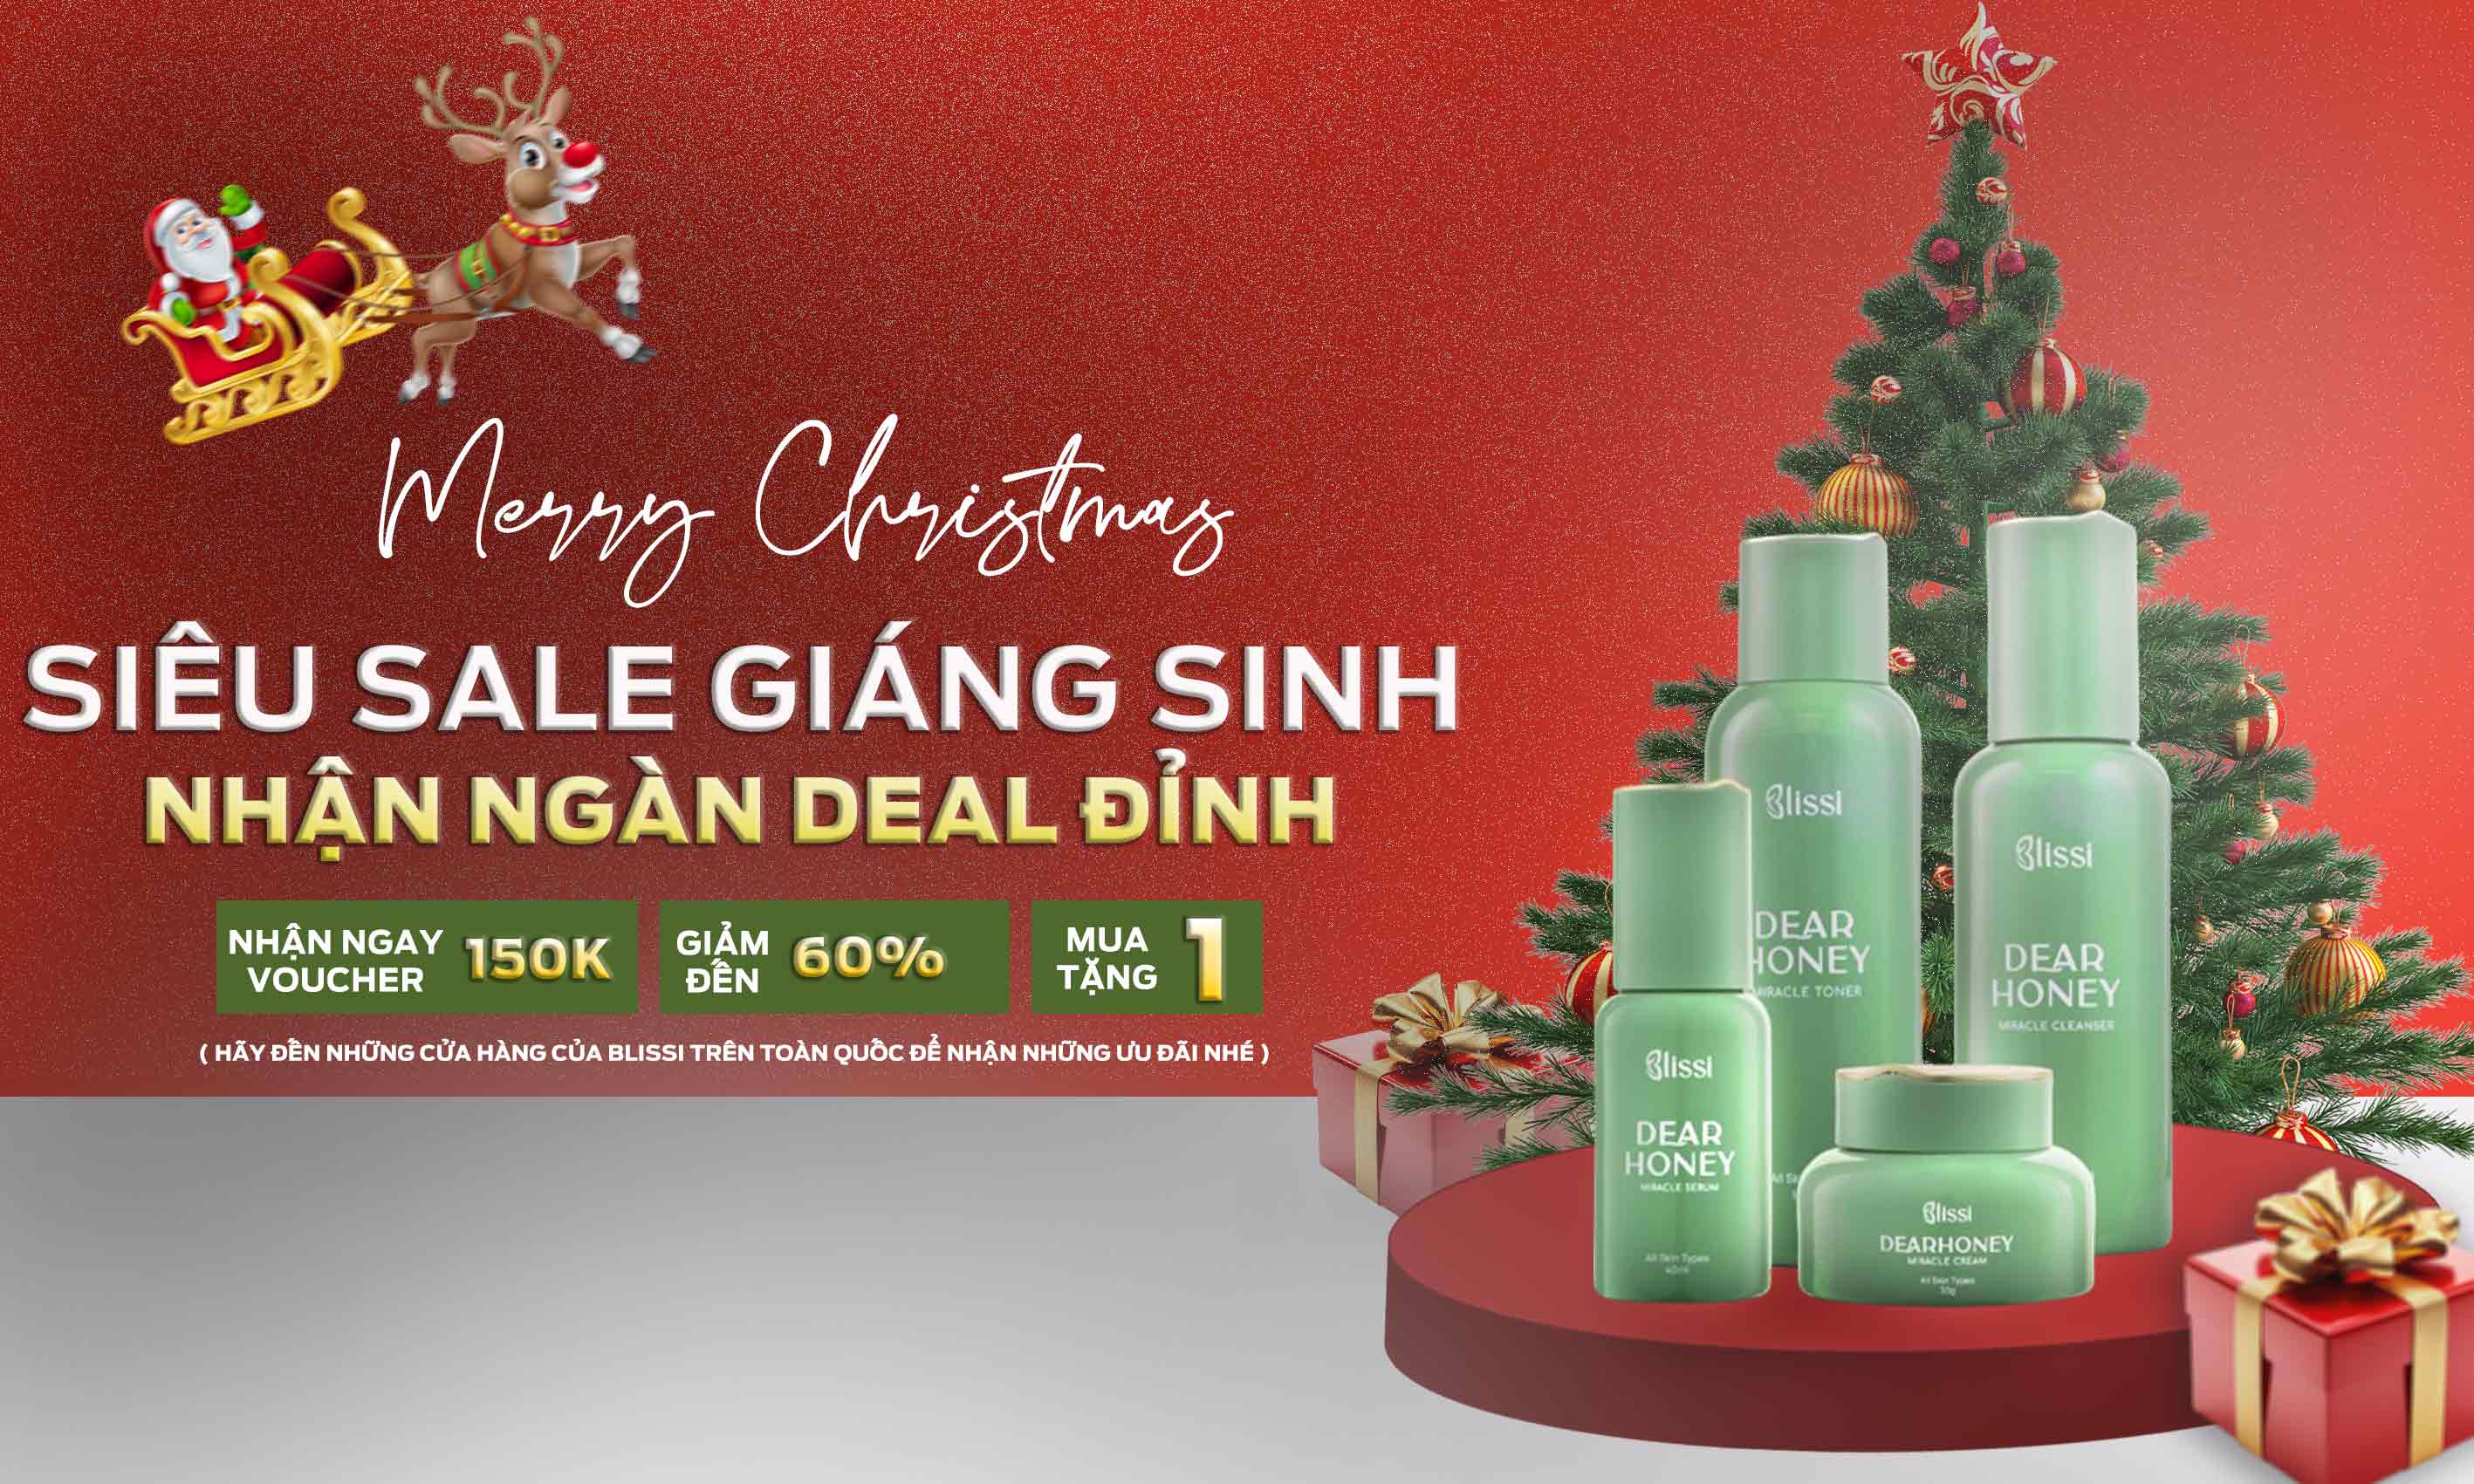 Merry Christmas
SIÊU SALE GIÁNG SINH
NHẬN NGÀN DEAL ĐỈNH
NHẬN NGAY
VOUCHER
150K
GIẢM
ĐẾN
60%
MUA
TẶNG
1
( HÃY ĐẾN NHỮNG CỬA HÀNG CỦA BLISSI TRÊN TOÀN QUỐC ĐỂ NHẬN NHỮNG ƯU ĐÃI NHÉ )
Blissi
DEAR
HONEY
MIRACLE TONER
Blissi
DEAR
HONEY
MIRACLE CLEANSER
Blissi
DEAR
HONEY
MIRACLE SERUM
All Skin Types
40ml
Blissi
DEARHONEY
MIRACLE CREAM
All Skin Types
30g